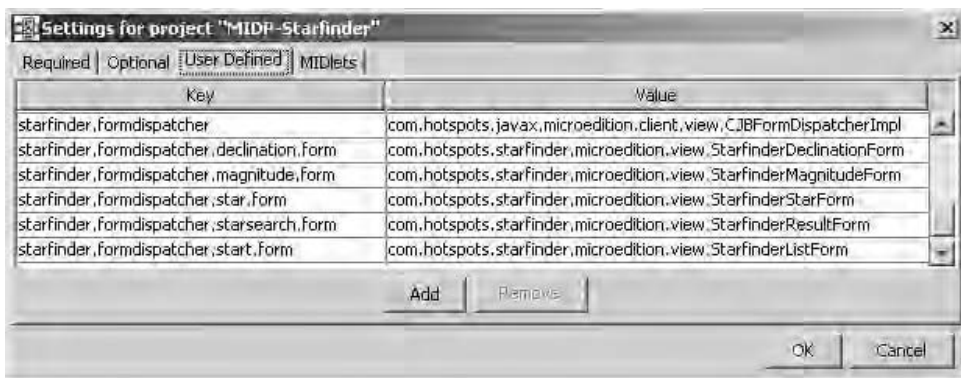 Settings for project "MIDP-Starfinder"
Required Optional User Defined MIDlets
Key Value
starfinder.formdispatcher com.hotspots.javax.microedition.client.view.CJBFormDispatcherImpl
starfinder.formdispatcher.declination.form com.hotspots.starfinder.microedition.view.StarfinderDeclinationForm
starfinder.formdispatcher.magnitude.form com.hotspots.starfinder.microedition.view.StarfinderMagnitudeForm
starfinder.formdispatcher.star.form com.hotspots.starfinder.microedition.view.StarfinderStarForm
starfinder.formdispatcher.starsearch.form com.hotspots.starfinder.microedition.view.StarfinderResultForm
starfinder.formdispatcher.start.form com.hotspots.starfinder.microedition.view.StarfinderListForm
Add Remove
OK Cancel